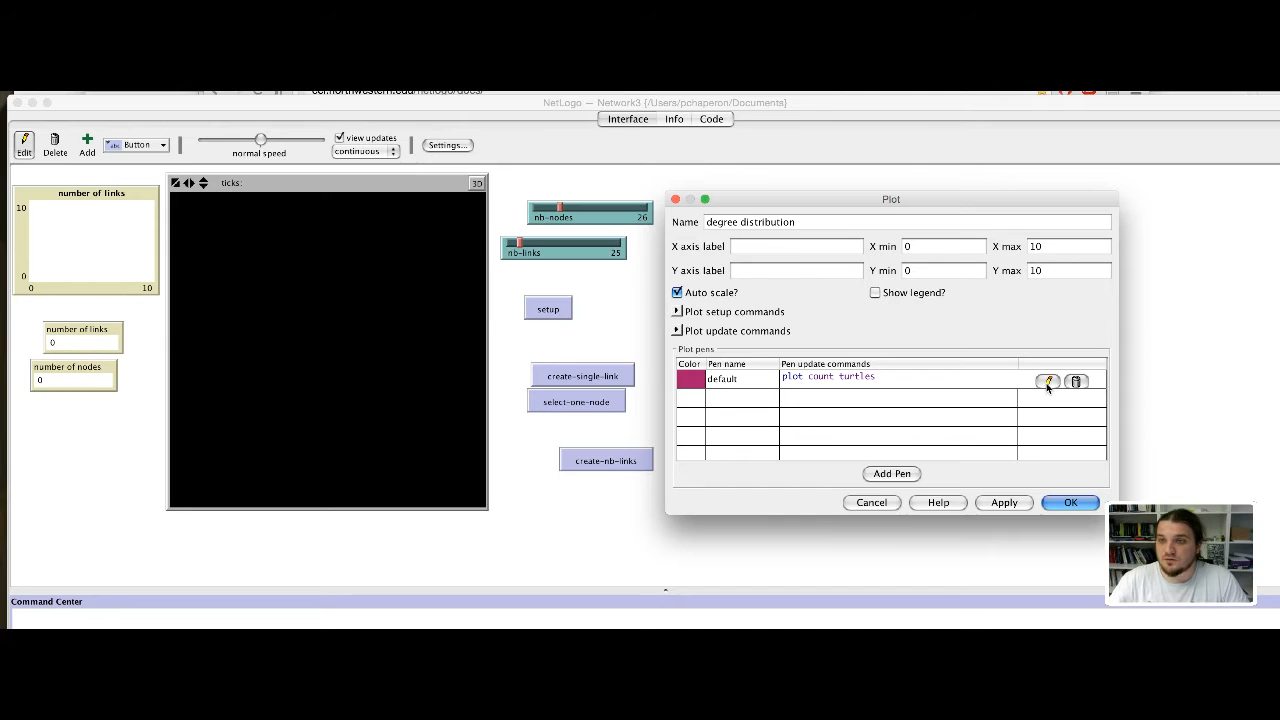 ccl.northwestern.edu/netlogo/docs/
NetLogo — Network3 {/Users/pchaperon/Documents}
Interface Info Code
Edit Delete Add Button normal speed view updates continuous Settings...
number of links
10
0
0 10
number of links
0
number of nodes
0
ticks: 3D
nb-nodes 26
nb-links 25
setup
create-single-link
select-one-node
create-nb-links
Plot
Name degree distribution
X axis label X min 0 X max 10
Y axis label Y min 0 Y max 10
Auto scale? Show legend?
Plot setup commands
Plot update commands
Plot pens
Color Pen name Pen update commands
default plot count turtles
Add Pen
Cancel Help Apply OK
Command Center